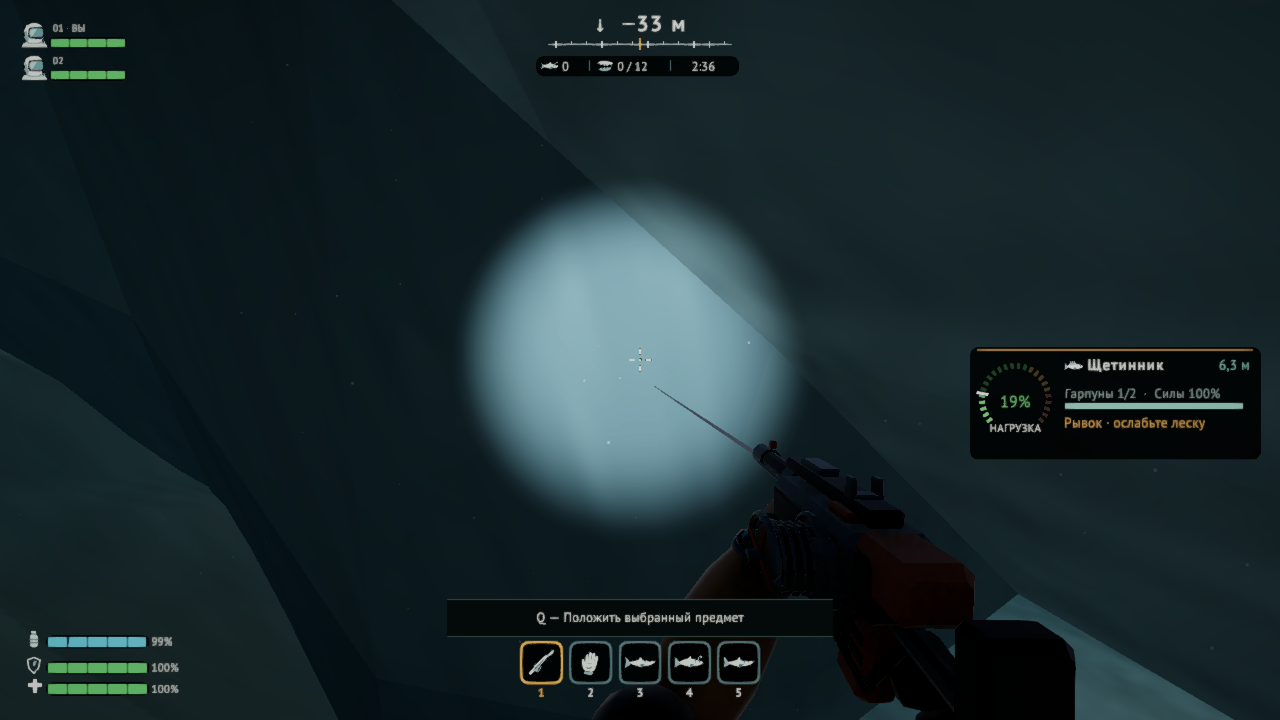 01 · ВЫ
02
−33 м
0
0 / 12
2:36
Щетинник
6,3 м
19%
НАГРУЗКА
Гарпуны 1/2 · Силы 100%
Рывок · ослабьте леску
99%
100%
100%
Q — Положить выбранный предмет
1 2 3 4 5